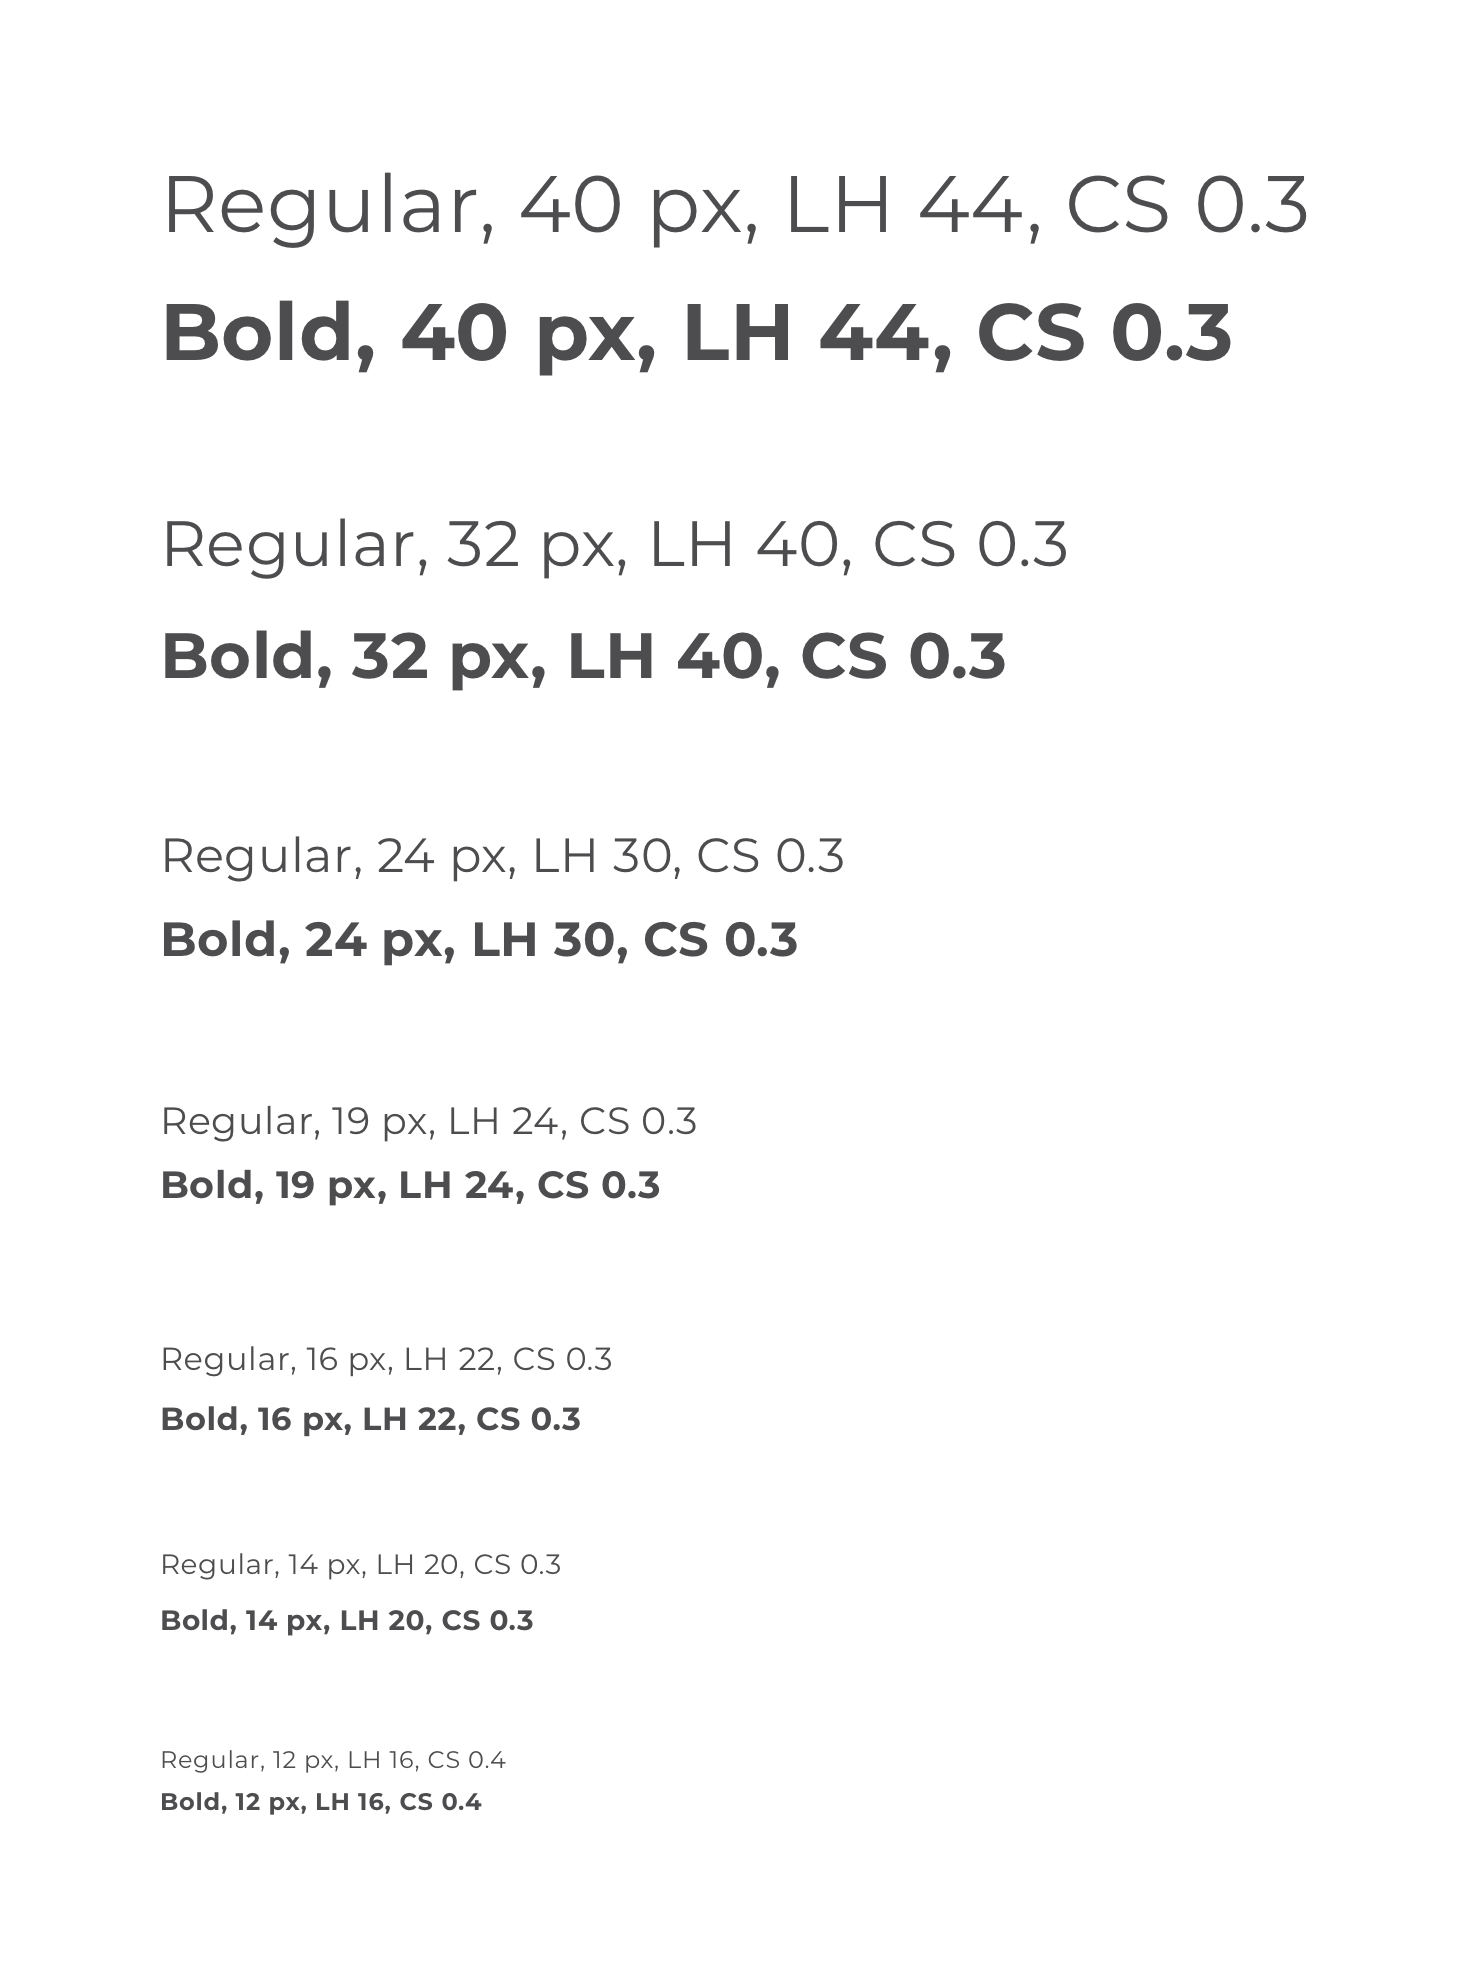 Regular, 40 px, LH 44, CS 0.3
Bold, 40 px, LH 44, CS 0.3
Regular, 32 px, LH 40, CS 0.3
Bold, 32 px, LH 40, CS 0.3
Regular, 24 px, LH 30, CS 0.3
Bold, 24 px, LH 30, CS 0.3
Regular, 19 px, LH 24, CS 0.3
Bold, 19 px, LH 24, CS 0.3
Regular, 16 px, LH 22, CS 0.3
Bold, 16 px, LH 22, CS 0.3
Regular, 14 px, LH 20, CS 0.3
Bold, 14 px, LH 20, CS 0.3
Regular, 12 px, LH 16, CS 0.4
Bold, 12 px, LH 16, CS 0.4